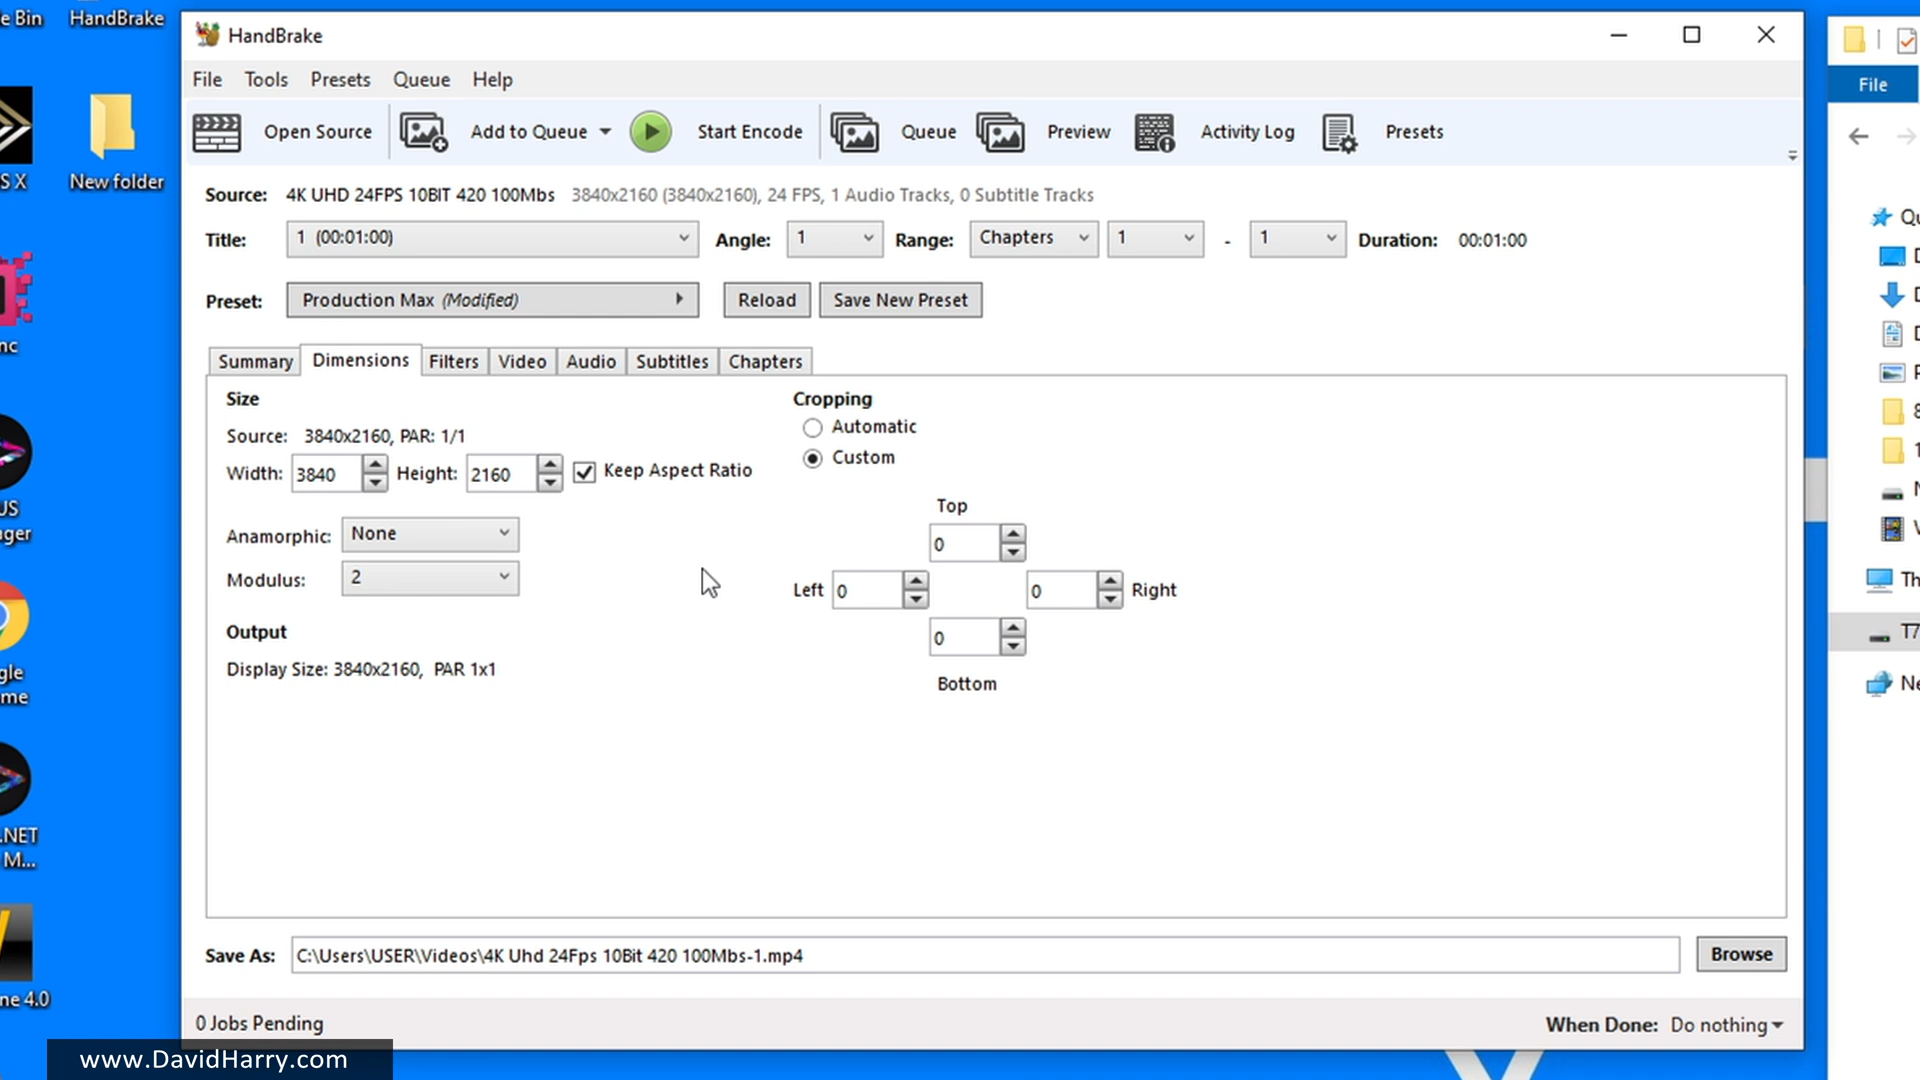 e Bin
HandBrake
HandBrake
File Tools Presets Queue Help
Open Source Add to Queue Start Encode Queue Preview Activity Log Presets
Source: 4K UHD 24FPS 10BIT 420 100Mbs 3840x2160 (3840x2160), 24 FPS, 1 Audio Tracks, 0 Subtitle Tracks
Title: 1 (00:01:00) Angle: 1 Range: Chapters 1 - 1 Duration: 00:01:00
Preset: Production Max (Modified) Reload Save New Preset
Summary Dimensions Filters Video Audio Subtitles Chapters
Size
Source: 3840x2160, PAR: 1/1
Width: 3840 Height: 2160 Keep Aspect Ratio
Anamorphic: None
Modulus: 2
Output
Display Size: 3840x2160, PAR 1x1
Cropping
Automatic
Custom
Top
0
Left 0 0 Right
0
Bottom
Save As: C:\Users\USER\Videos\4K Uhd 24Fps 10Bit 420 100Mbs-1.mp4 Browse
0 Jobs Pending When Done: Do nothing
S X
New folder
nc
US
ager
gle
me
.NET
M...
ne 4.0
www.DavidHarry.com
File
Qu
Th
T7
Ne